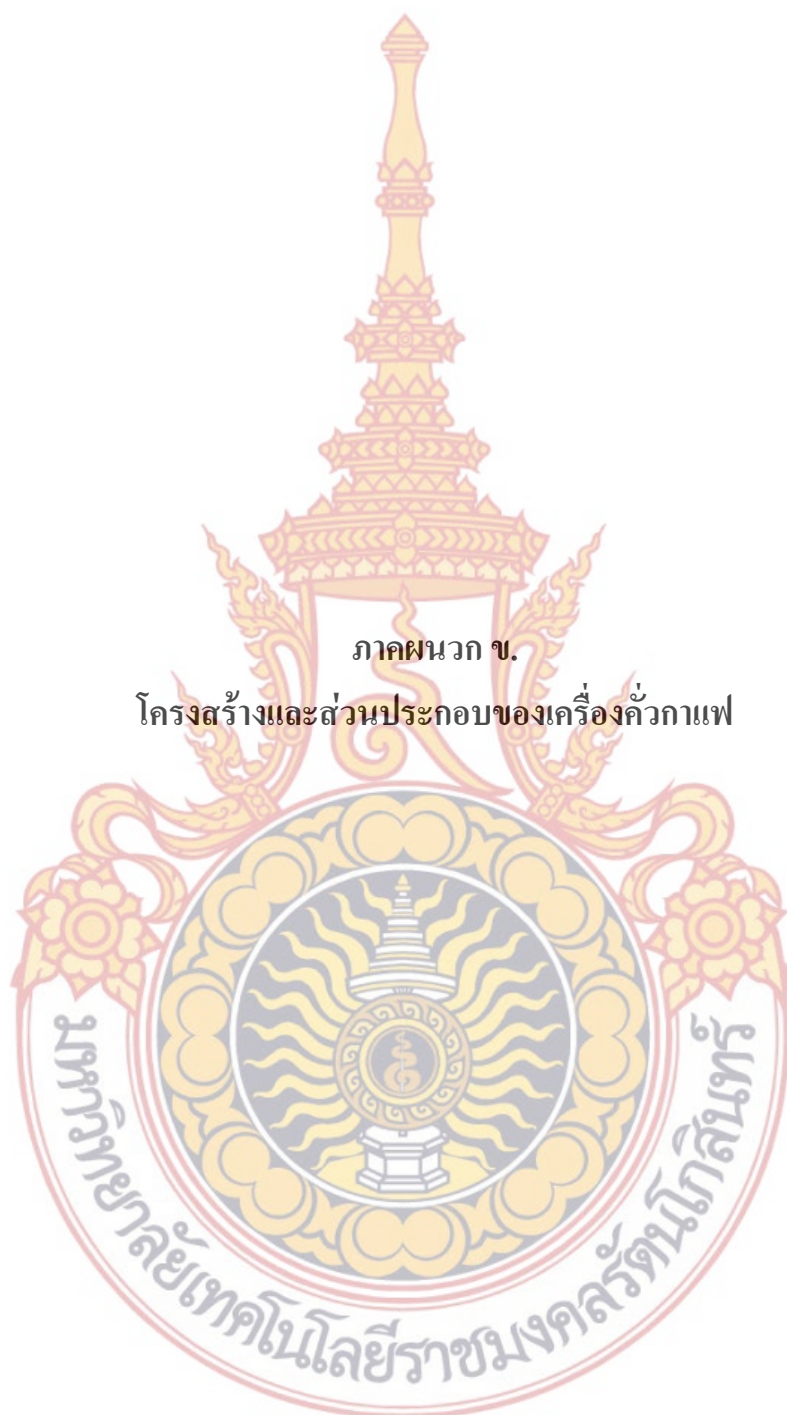 ภาคผนวก ข.
โครงสร้างและส่วนประกอบของเครื่องคั่วกาแฟ
มหาวิทยาลัยเทคโนโลยีราชมงคลรัตนโกสินทร์